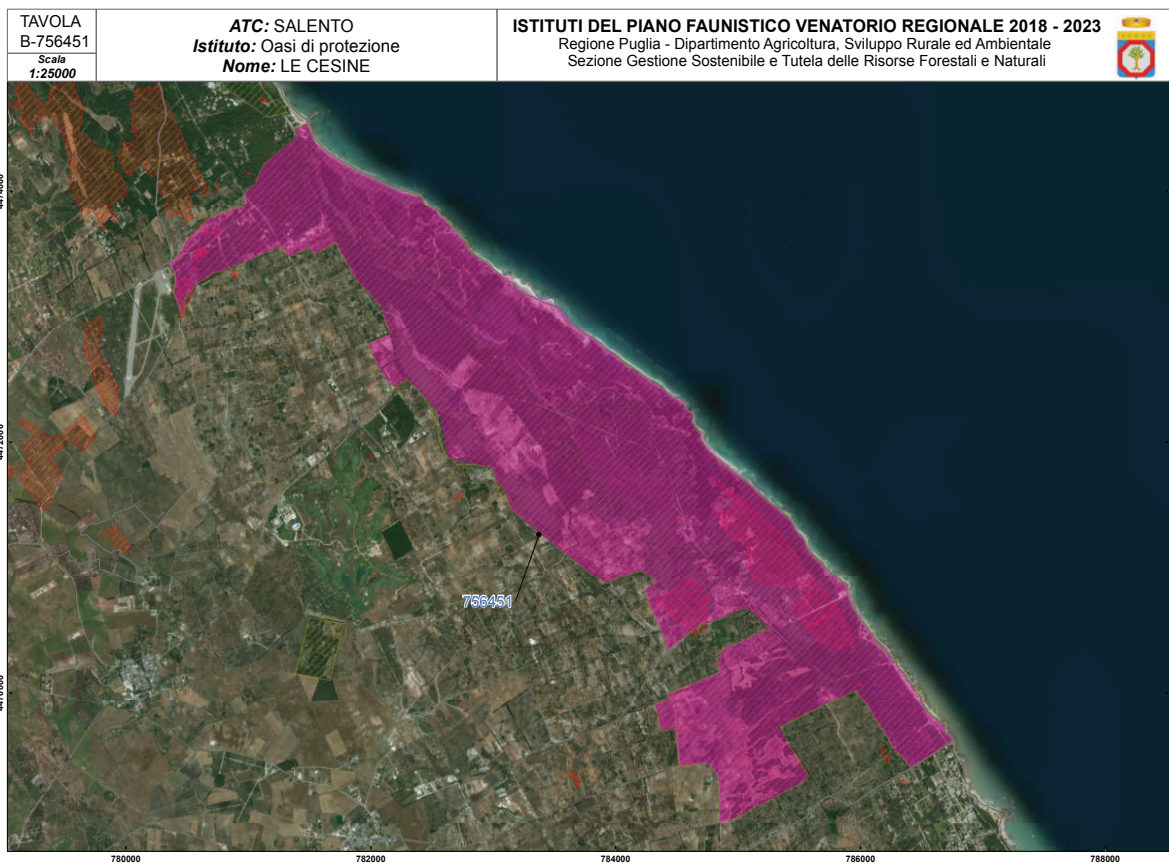 TAVOLA
B-756451
Scala
1:25000
ATC: SALENTO
Istituto: Oasi di protezione
Nome: LE CESINE
ISTITUTI DEL PIANO FAUNISTICO VENATORIO REGIONALE 2018 - 2023
Regione Puglia - Dipartimento Agricoltura, Sviluppo Rurale ed Ambientale
Sezione Gestione Sostenibile e Tutela delle Risorse Forestali e Naturali
756451
780000
782000
784000
786000
788000